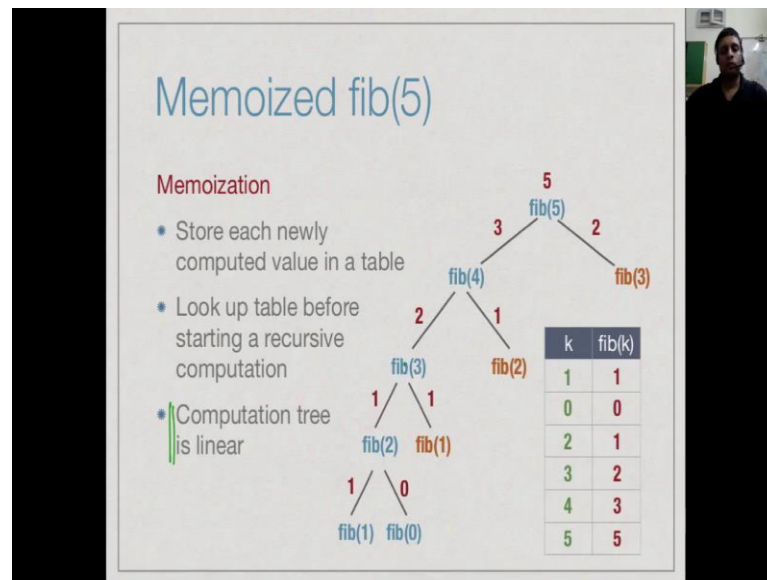 Memoized fib(5)
Memoization
Store each newly
computed value in a table
Look up table before
starting a recursive
computation
Computation tree
is linear
5
fib(5)
3 2
fib(4) fib(3)
2 1
fib(3) fib(2)
1 1
fib(2) fib(1)
1 0
fib(1) fib(0)
k fib(k)
1 1
0 0
2 1
3 2
4 3
5 5